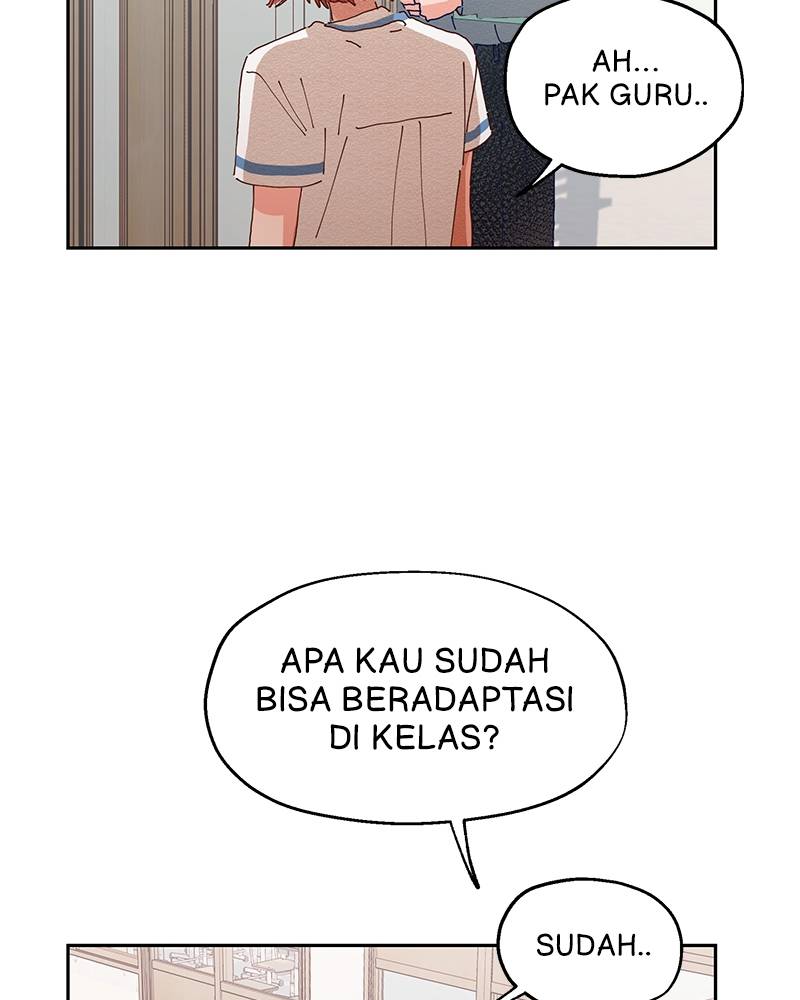 AH...
PAK GURU..
APA KAU SUDAH
BISA BERADAPTASI
DI KELAS?
SUDAH..